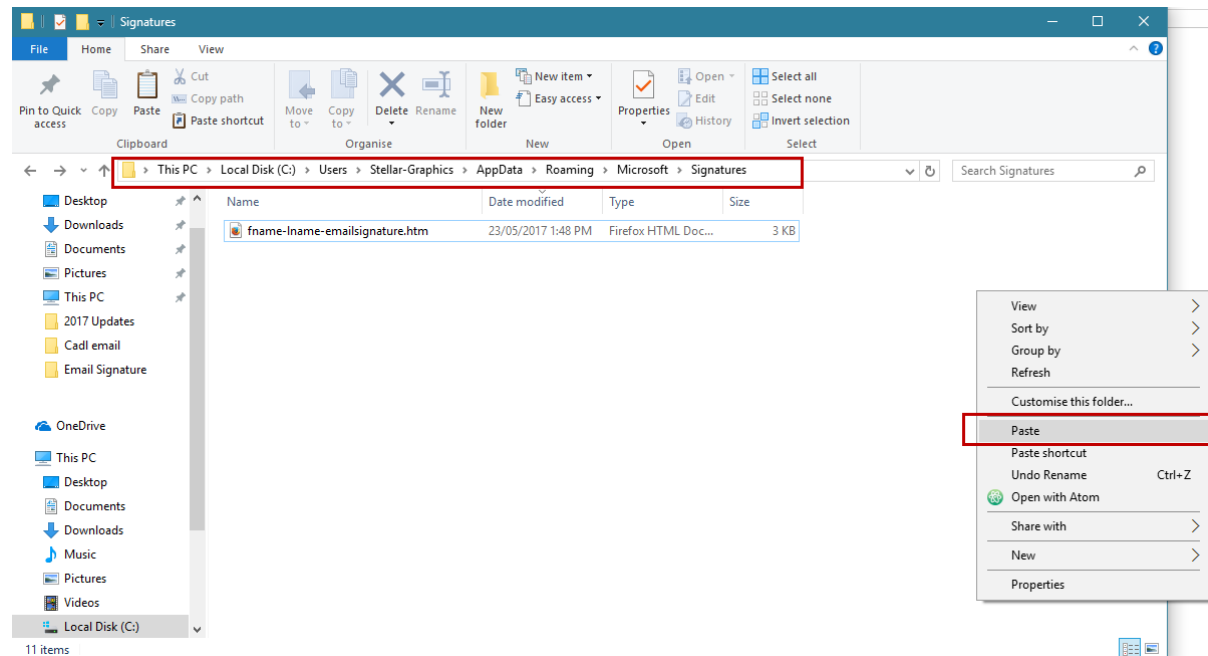 Signatures
File Home Share View
Pin to Quick access
Copy
Paste
Cut
Copy path
Paste shortcut
Clipboard
Move to
Copy to
Delete
Rename
Organise
New folder
New item
Easy access
New
Properties
Open
Edit
History
Open
Select all
Select none
Invert selection
Select
This PC > Local Disk (C:) > Users > Stellar-Graphics > AppData > Roaming > Microsoft > Signatures
Search Signatures
Name Date modified Type Size
fname-lname-emailsignature.htm 23/05/2017 1:48 PM Firefox HTML Doc... 3 KB
Desktop
Downloads
Documents
Pictures
This PC
2017 Updates
Cadl email
Email Signature
OneDrive
This PC
Desktop
Documents
Downloads
Music
Pictures
Videos
Local Disk (C:)
11 items
View
Sort by
Group by
Refresh
Customise this folder...
Paste
Paste shortcut
Undo Rename Ctrl+Z
Open with Atom
Share with
New
Properties